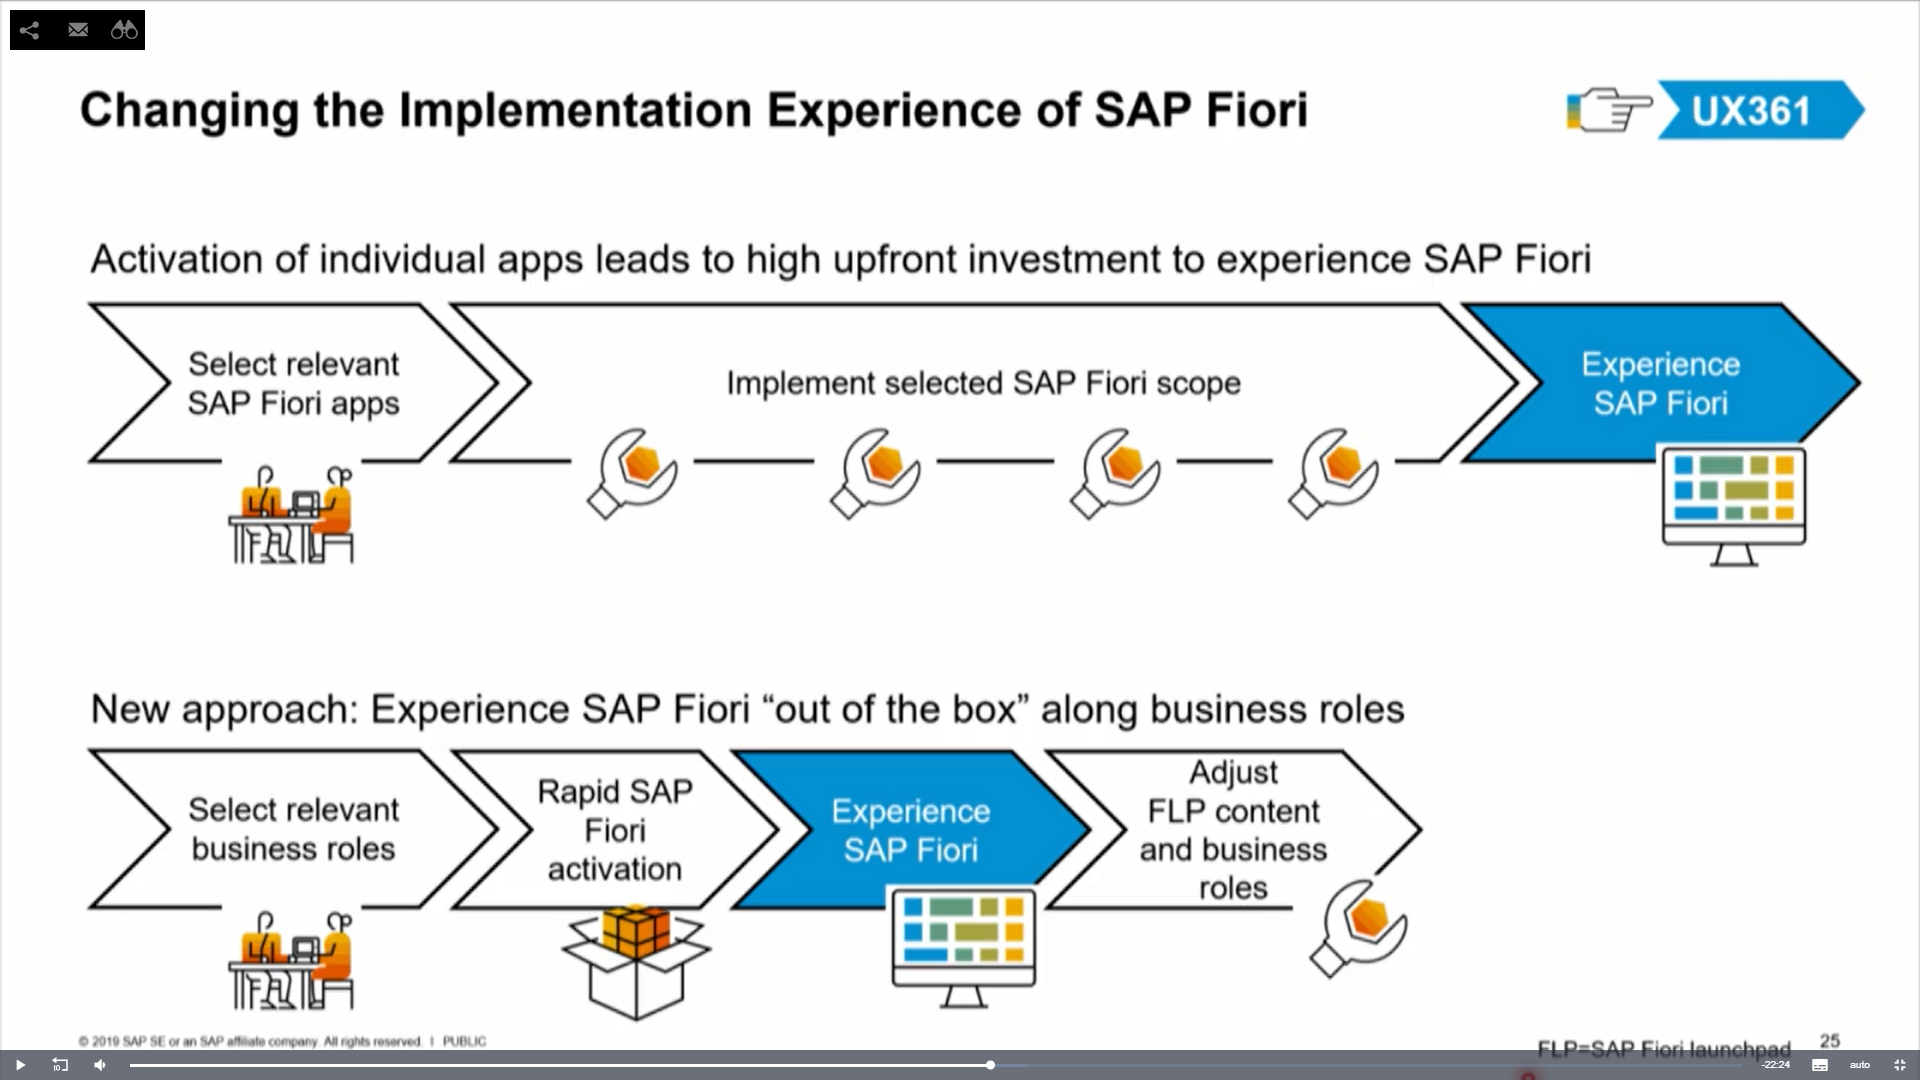 Changing the Implementation Experience of SAP Fiori
UX361
Activation of individual apps leads to high upfront investment to experience SAP Fiori
Select relevant
SAP Fiori apps
Implement selected SAP Fiori scope
Experience
SAP Fiori
New approach: Experience SAP Fiori “out of the box” along business roles
Select relevant
business roles
Rapid SAP
Fiori
activation
Experience
SAP Fiori
Adjust
FLP content
and business
roles
© 2019 SAP SE or an SAP affiliate company. All rights reserved. I PUBLIC
FLP=SAP Fiori launchpad
25
10
-22:24
auto